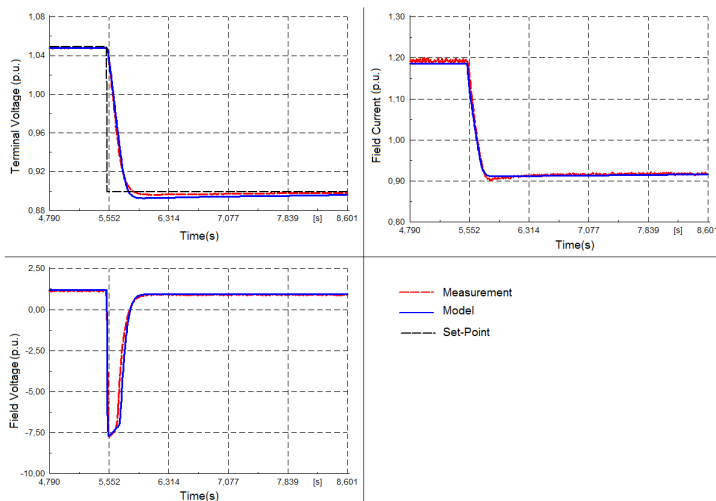 1,08
1,04
1,00
0,96
0,92
0,88
Terminal Voltage (p.u.)
4,790 5,552 6,314 7,077 7,839 [s] 8,601
Time(s)
1,30
1,20
1,10
1,00
0,90
0,80
Field Current (p.u.)
4,790 5,552 6,314 7,077 7,839 [s] 8,601
Time(s)
2,50
0,00
-2,50
-5,00
-7,50
-10,00
Field Voltage (p.u.)
4,790 5,552 6,314 7,077 7,839 [s] 8,601
Time(s)
Measurement
Model
Set-Point